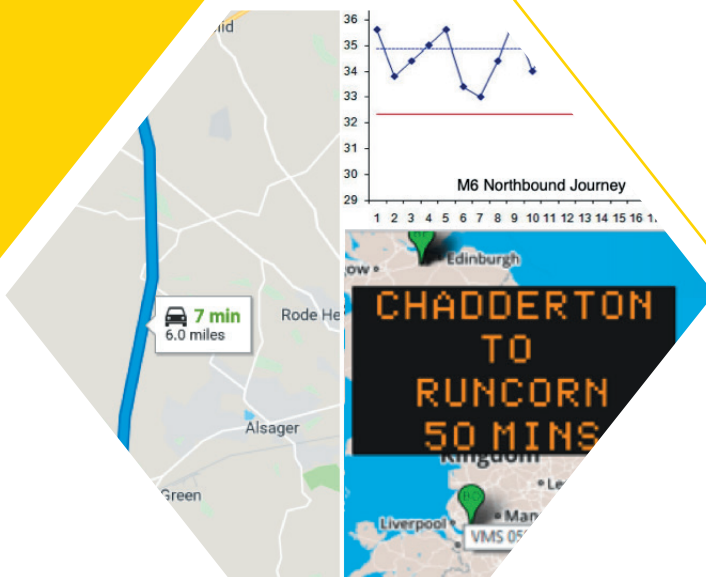 7 min
6.0 miles
Alsager
Green
36
35
34
33
32
31
30
29
M6 Northbound Journey
1 2 3 4 5 6 7 8 9 10 11 12 13 14 15 16
Edinburgh
CHADDERTON
TO
RUNCORN
50 MINS
Kingdom
Liverpool
VMS